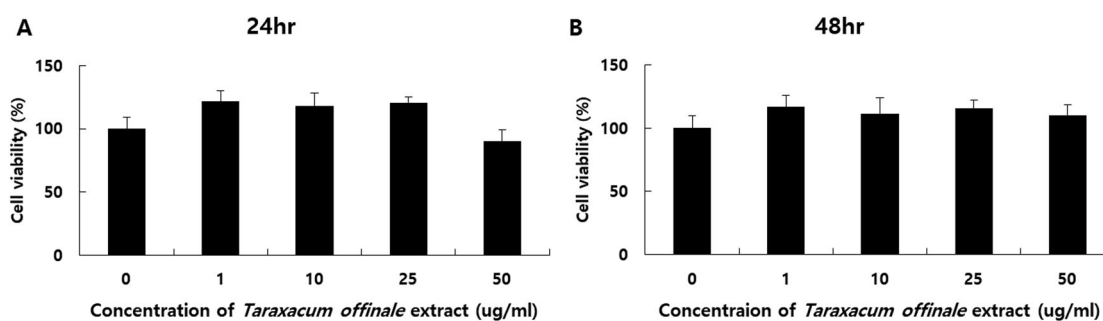 A
24hr
Cell viability (%)
150
100
50
0
0 1 10 25 50
Concentration of Taraxacum offinale extract (ug/ml)
B
48hr
Cell viability (%)
150
100
50
0
0 1 10 25 50
Concentraion of Taraxacum offinale extract (ug/ml)